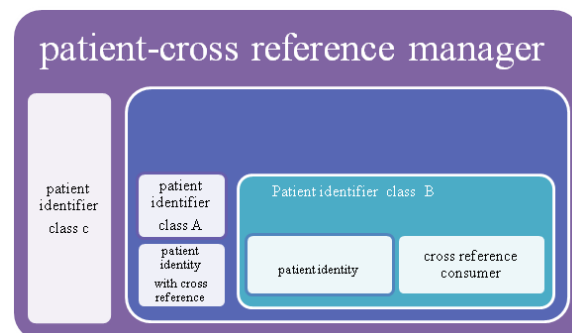 patient-cross reference manager
patient
identifier
class c
patient
identifier
class A
patient
identity
with cross
reference
Patient identifier class B
patient identity
cross reference
consumer